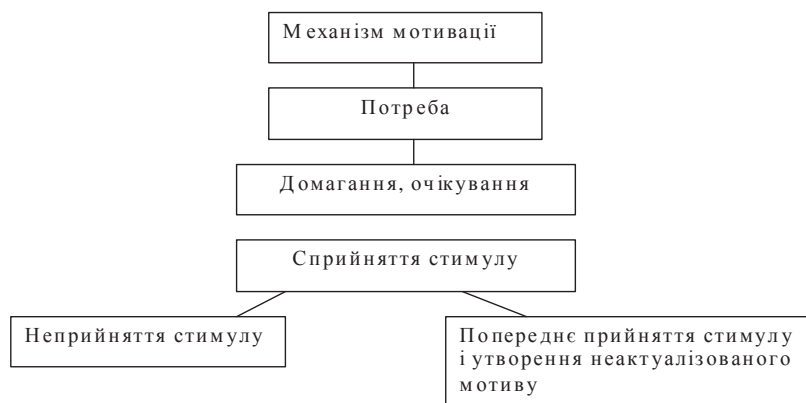 Механізм мотивації
Потреба
Домагання, очікування
Сприйняття стимулу
Неприйняття стимулу
Попереднє прийняття стимулу
і утворення неактуалізованого
мотиву